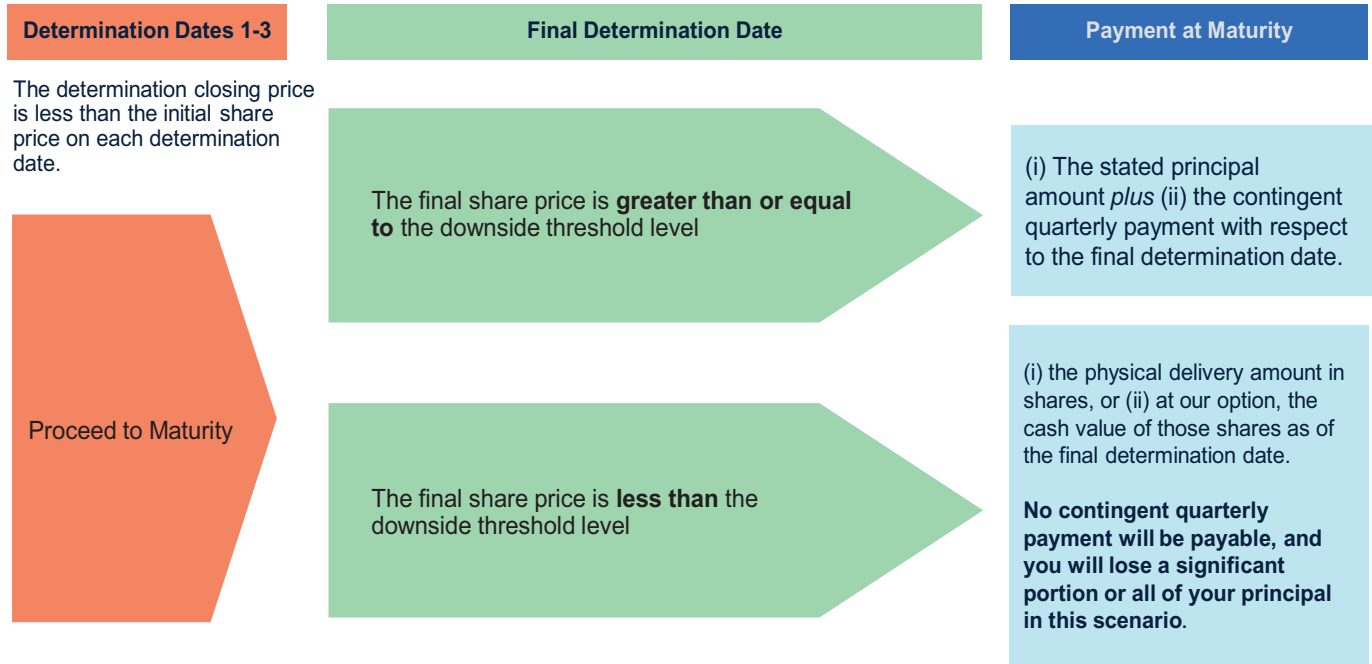 Determination Dates 1-3
Final Determination Date
Payment at Maturity
The determination closing price
is less than the initial share
price on each determination
date.
Proceed to Maturity
The final share price is greater than or equal
to the downside threshold level
(i) The stated principal
amount plus (ii) the contingent
quarterly payment with respect
to the final determination date.
The final share price is less than the
downside threshold level
(i) the physical delivery amount in
shares, or (ii) at our option, the
cash value of those shares as of
the final determination date.
No contingent quarterly
payment will be payable, and
you will lose a significant
portion or all of your principal
in this scenario.